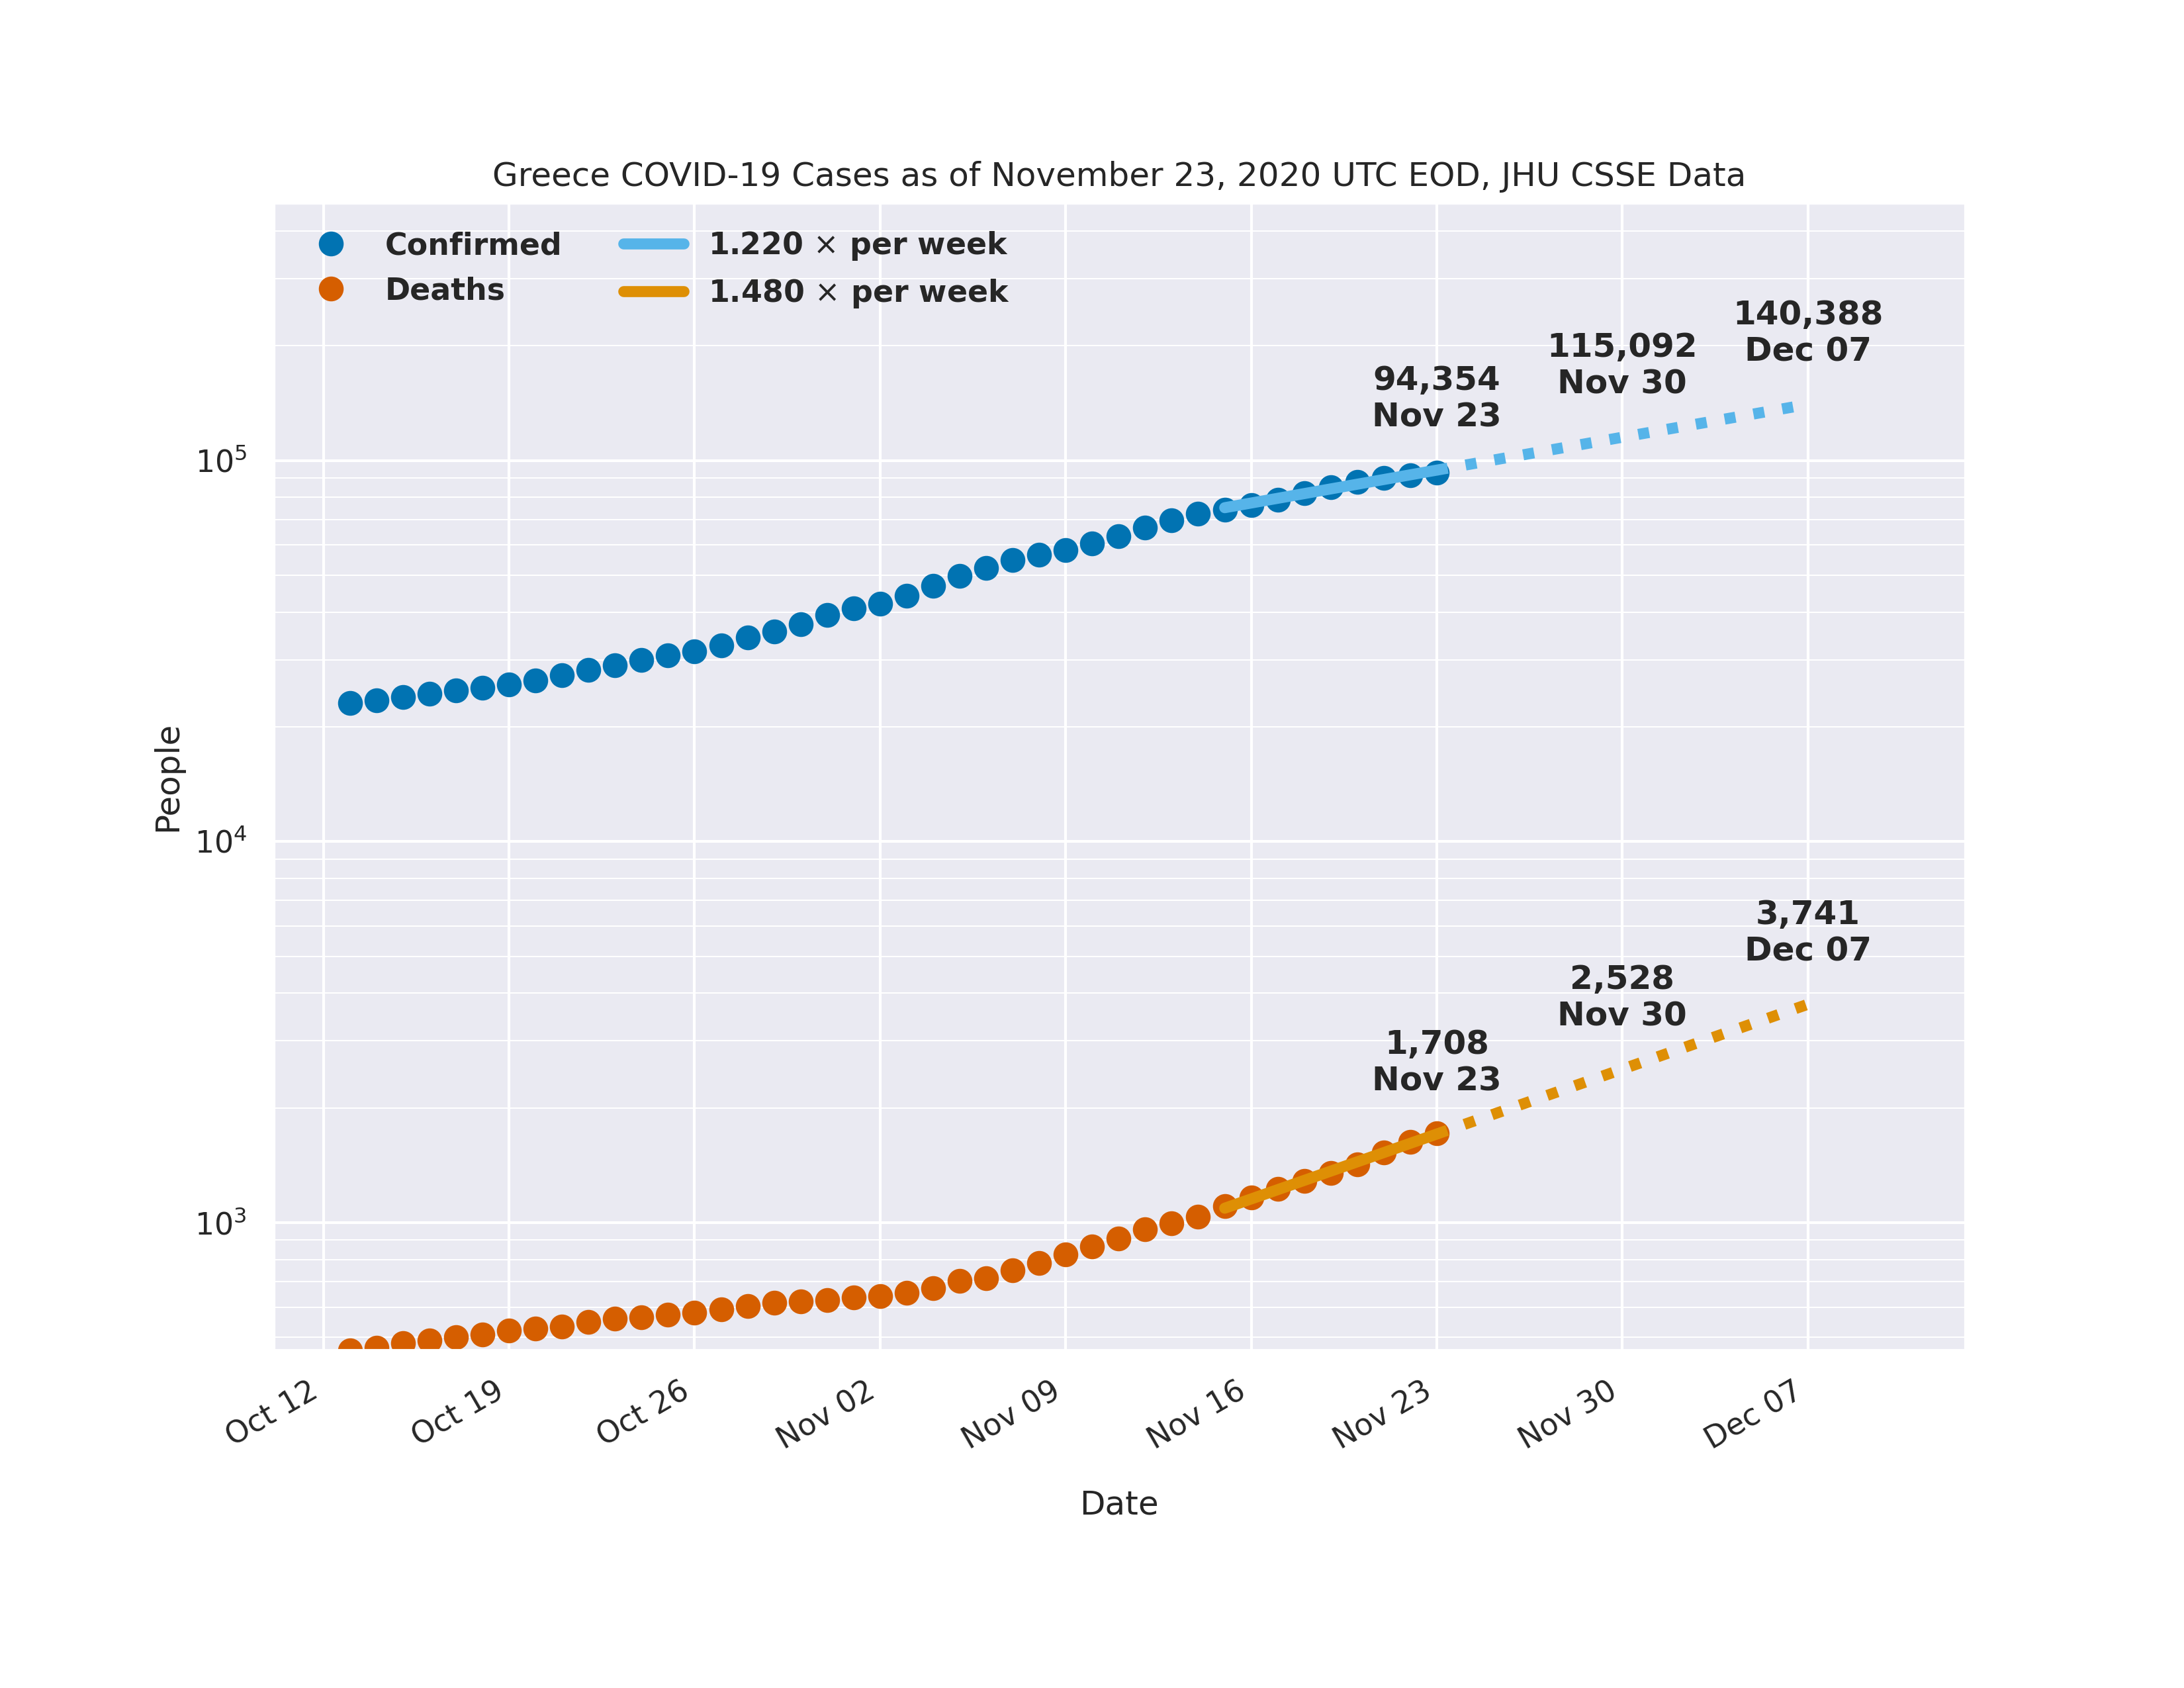 Greece COVID-19 Cases as of November 23, 2020 UTC EOD, JHU CSSE Data
Confirmed
Deaths
1.220 × per week
1.480 × per week
140,388
Dec 07
115,092
Nov 30
94,354
Nov 23
3,741
Dec 07
2,528
Nov 30
1,708
Nov 23
People
10⁵
10⁴
10³
Oct 12
Oct 19
Oct 26
Nov 02
Nov 09
Nov 16
Nov 23
Nov 30
Dec 07
Date